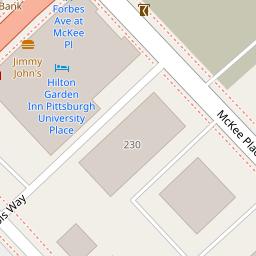 Bank
Forbes
Ave at
McKee
Pl
Jimmy
John's
Hilton
Garden
Inn Pittsburgh
University
Place
230
McKee Place
Way